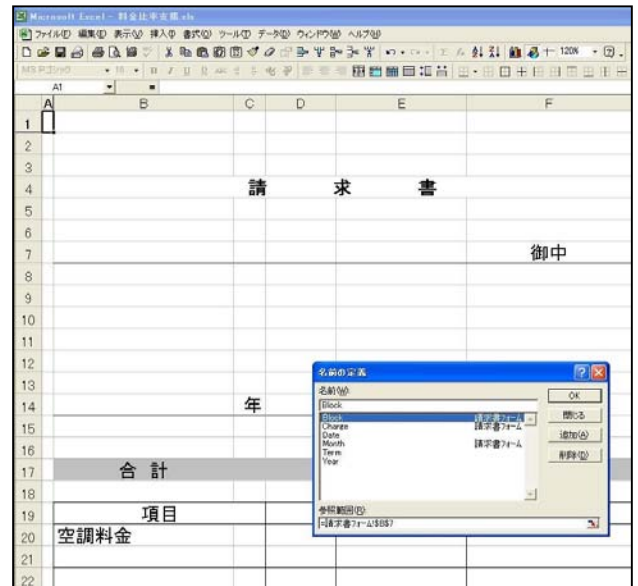 Microsoft Excel - 料金比率支援.xls
ファイル(F) 編集(E) 表示(V) 挿入(I) 書式(O) ツール(T) データ(D) ウィンドウ(W) ヘルプ(H)
120%
A1
A B C D E F
1
2
3
4 請 求 書
5
6
7 御中
8
9
10
11
12
13
14 年
15
16
17 合 計
18
19 項目
20 空調料金
21
22
名前の定義
名前(W):
Block
OK
Block 請求書フォーム
閉じる
Charge 請求書フォーム
Date
追加(A)
Month 請求書フォーム
Term
削除(D)
Year
参照範囲(R):
=請求書フォーム!$B$7